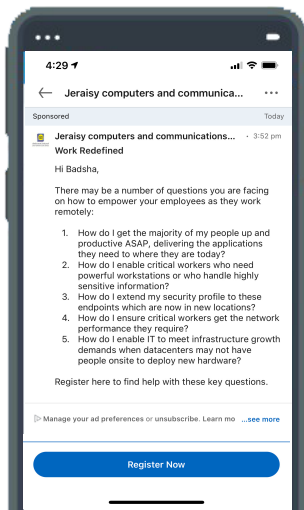 4:29
Jeraisy computers and communica...
Sponsored
Today
Jeraisy computers and communications...
· 3:52 pm
Work Redefined
Hi Badsha,
There may be a number of questions you are facing
on how to empower your employees as they work
remotely:
1. How do I get the majority of my people up and
productive ASAP, delivering the applications
they need to where they are today?
2. How do I enable critical workers who need
powerful workstations or who handle highly
sensitive information?
3. How do I extend my security profile to these
endpoints which are now in new locations?
4. How do I ensure critical workers get the network
performance they require?
5. How do I enable IT to meet infrastructure growth
demands when datacenters may not have
people onsite to deploy new hardware?
Register here to find help with these key questions.
Manage your ad preferences or unsubscribe. Learn mo ...see more
Register Now